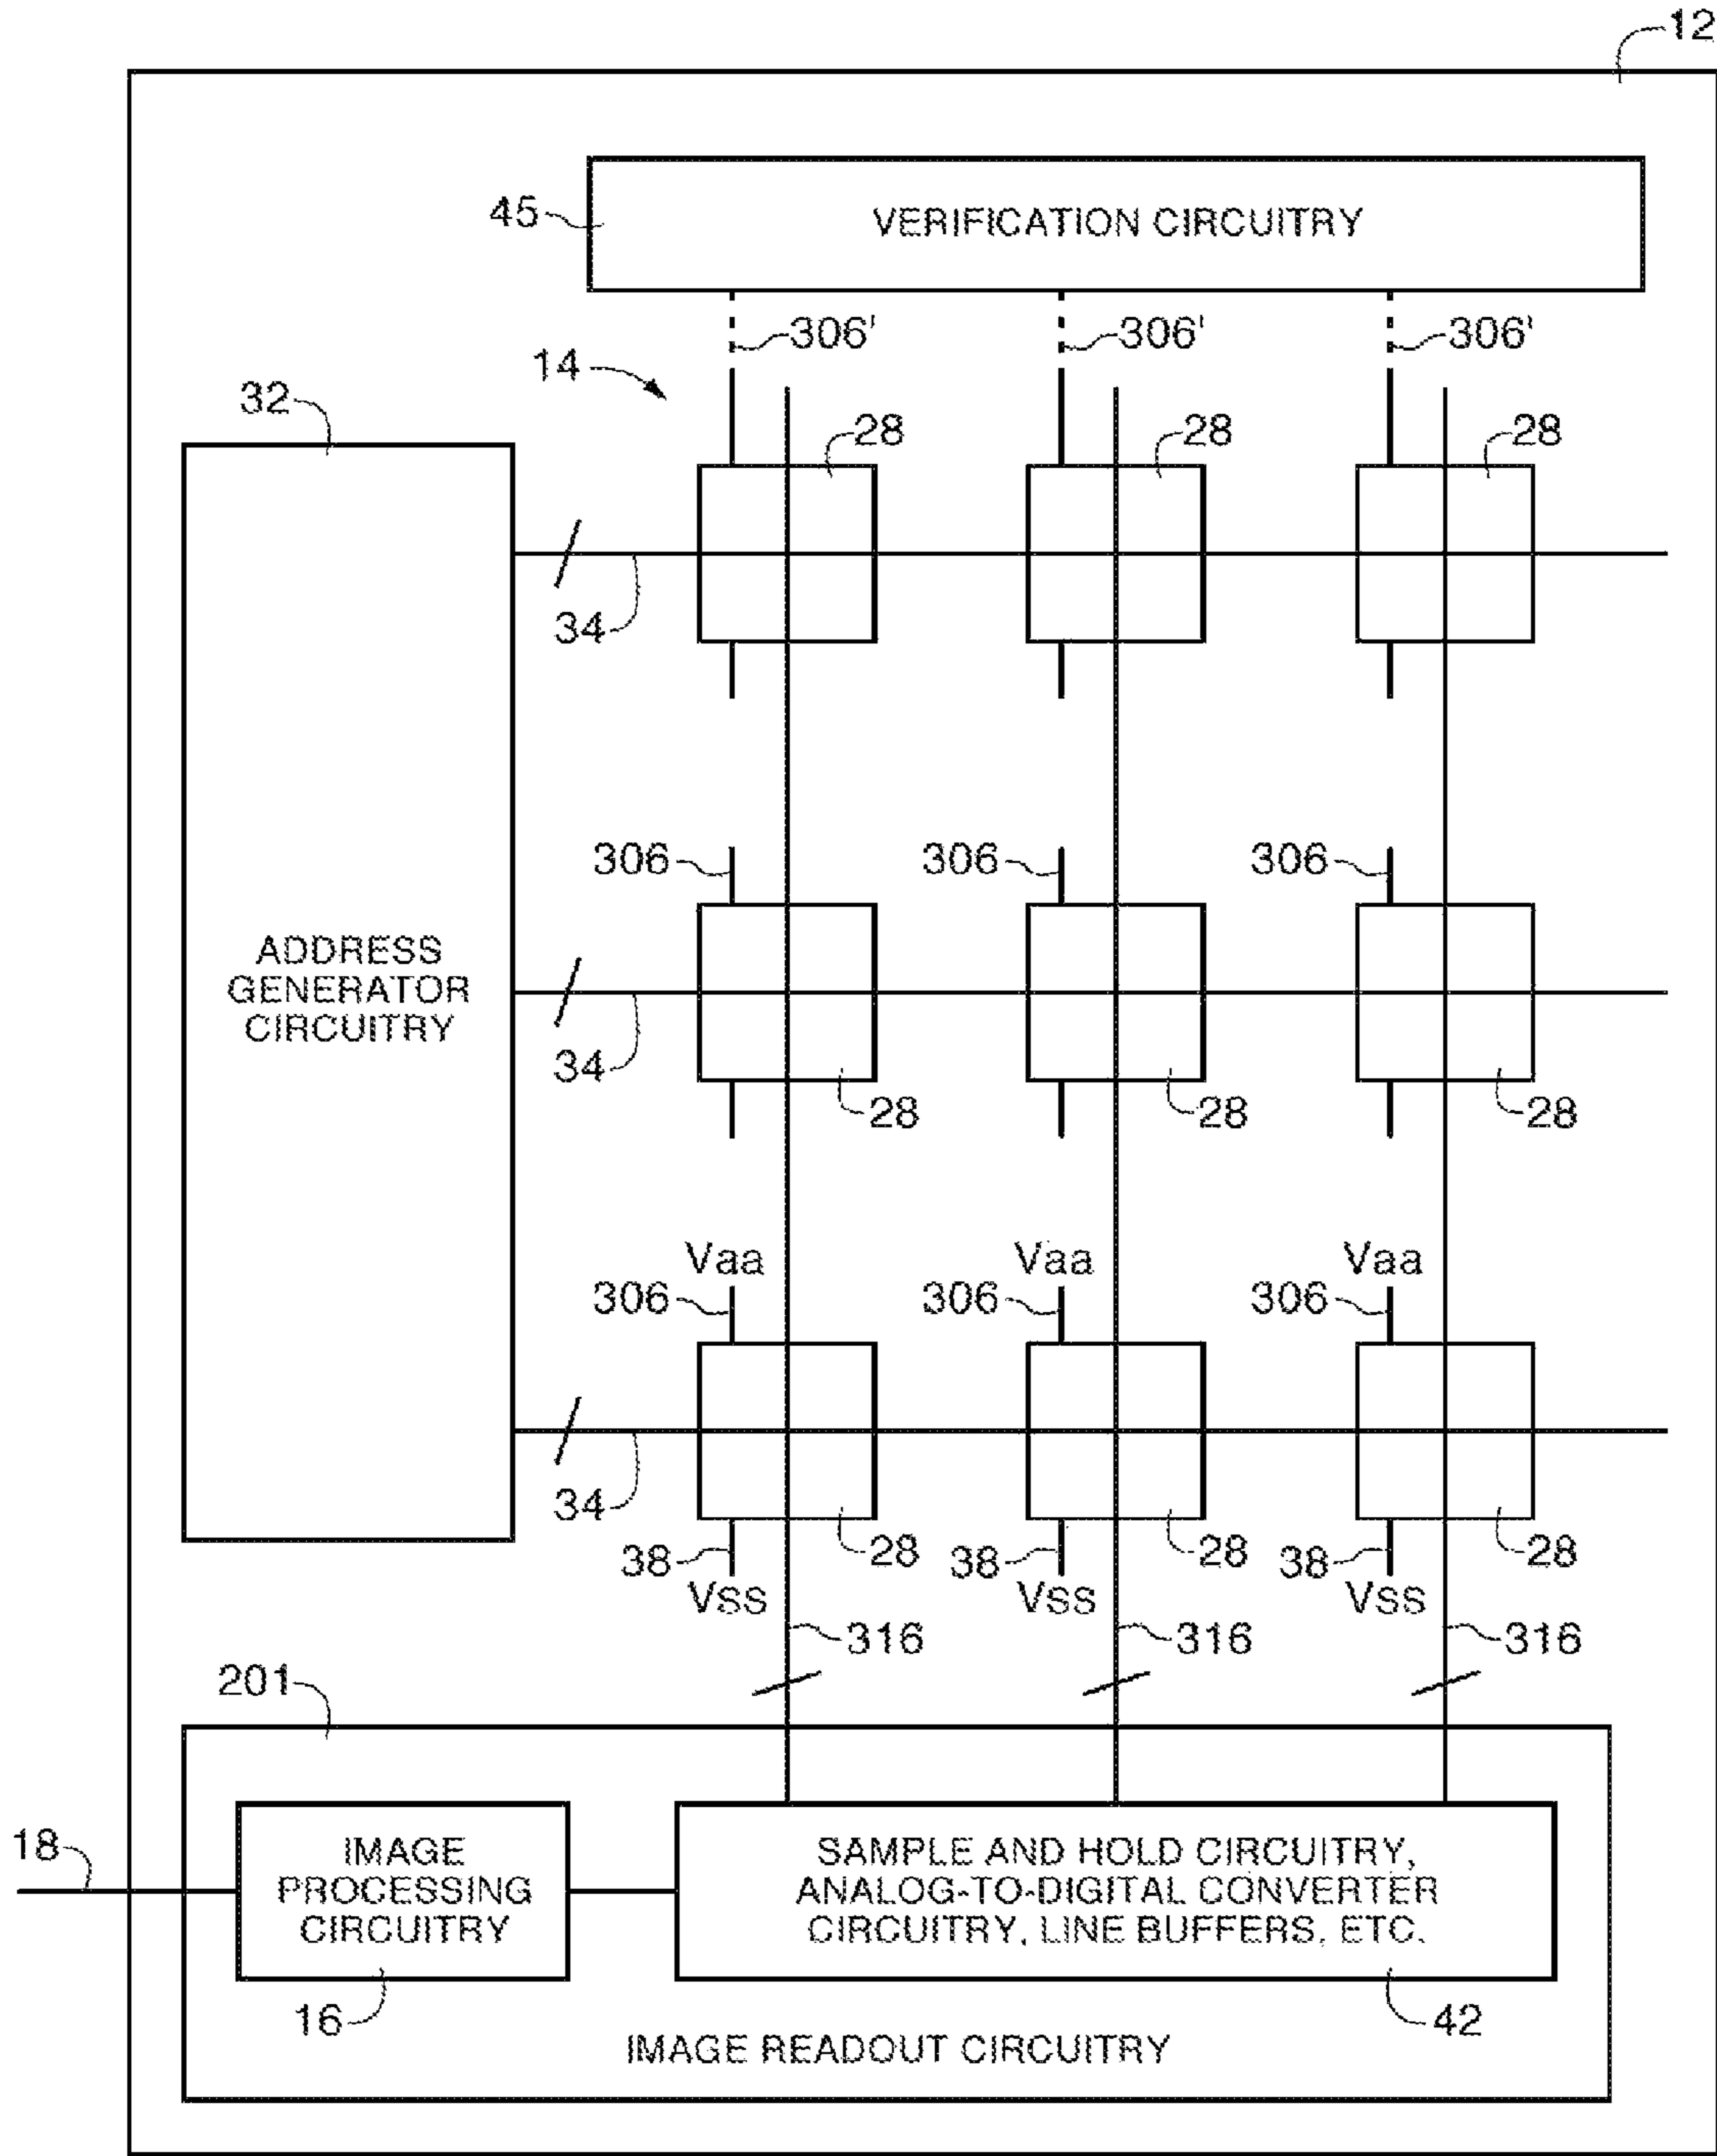 12
45
VERIFICATION CIRCUITRY
306' 306' 306'
14
32
28 28 28
34
306 306 306
ADDRESS
GENERATOR
CIRCUITRY
34
28 28 28
Vaa Vaa Vaa
306 306 306
34
38 28 38 28 38 28
Vss Vss Vss
316 316 316
201
18
IMAGE
PROCESSING
CIRCUITRY
SAMPLE AND HOLD CIRCUITRY,
ANALOG-TO-DIGITAL CONVERTER
CIRCUITRY, LINE BUFFERS, ETC.
16
42
IMAGE READOUT CIRCUITRY